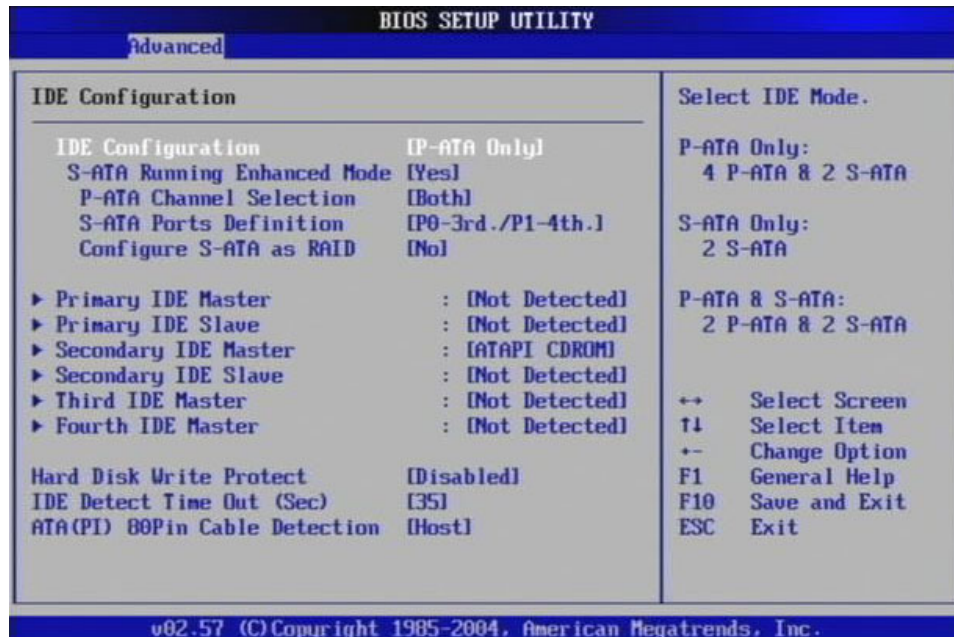 BIOS SETUP UTILITY
Advanced
IDE Configuration
IDE Configuration [P-ATA Only]
S-ATA Running Enhanced Mode [Yes]
P-ATA Channel Selection [Both]
S-ATA Ports Definition [P0-3rd./P1-4th.]
Configure S-ATA as RAID [No]
▶ Primary IDE Master : [Not Detected]
▶ Primary IDE Slave : [Not Detected]
▶ Secondary IDE Master : [ATAPI CDROM]
▶ Secondary IDE Slave : [Not Detected]
▶ Third IDE Master : [Not Detected]
▶ Fourth IDE Master : [Not Detected]
Hard Disk Write Protect [Disabled]
IDE Detect Time Out (Sec) [35]
ATA(PI) 80Pin Cable Detection [Host]
Select IDE Mode.
P-ATA Only:
4 P-ATA & 2 S-ATA
S-ATA Only:
2 S-ATA
P-ATA & S-ATA:
2 P-ATA & 2 S-ATA
↔ Select Screen
↑↓ Select Item
+- Change Option
F1 General Help
F10 Save and Exit
ESC Exit
v02.57 (C)Copyright 1985-2004, American Megatrends, Inc.